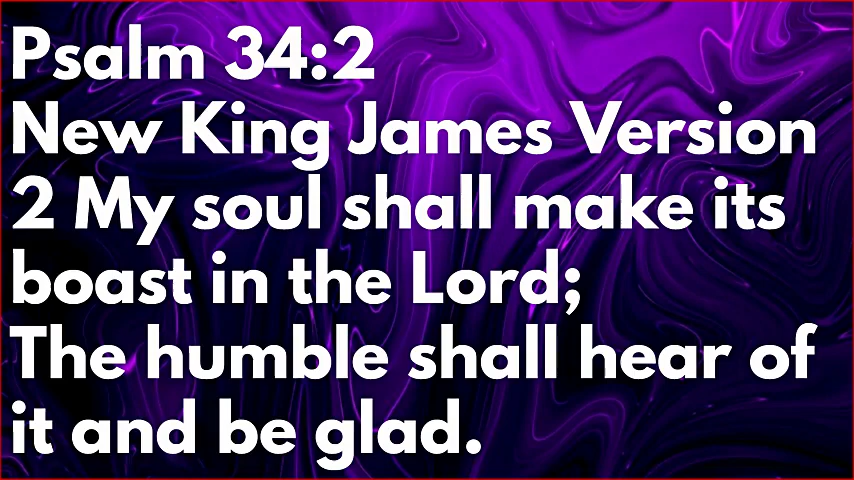 Psalm 34:2
New King James Version
2 My soul shall make its
boast in the Lord;
The humble shall hear of
it and be glad.